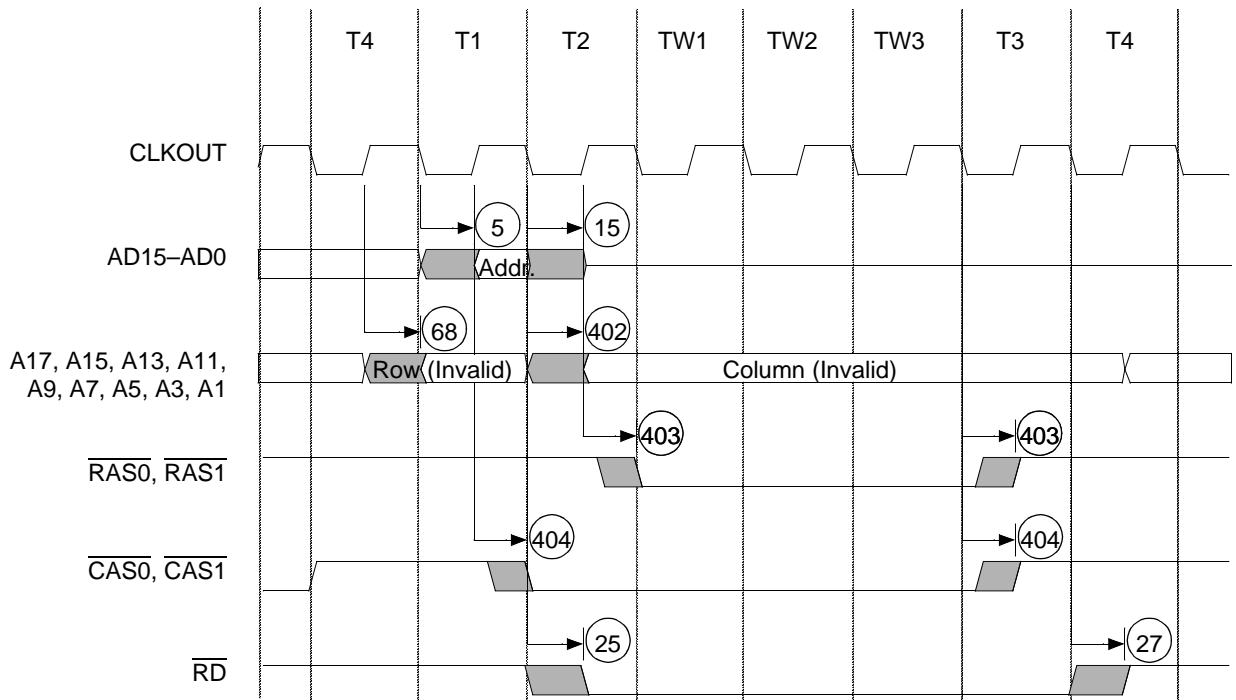 T4 T1 T2 TW1 TW2 TW3 T3 T4
CLKOUT
5 15
AD15–AD0
Addr.
68 402
A17, A15, A13, A11,
A9, A7, A5, A3, A1
Row (Invalid) Column (Invalid)
403 403
RAS0, RAS1
404 404
CAS0, CAS1
25 27
RD